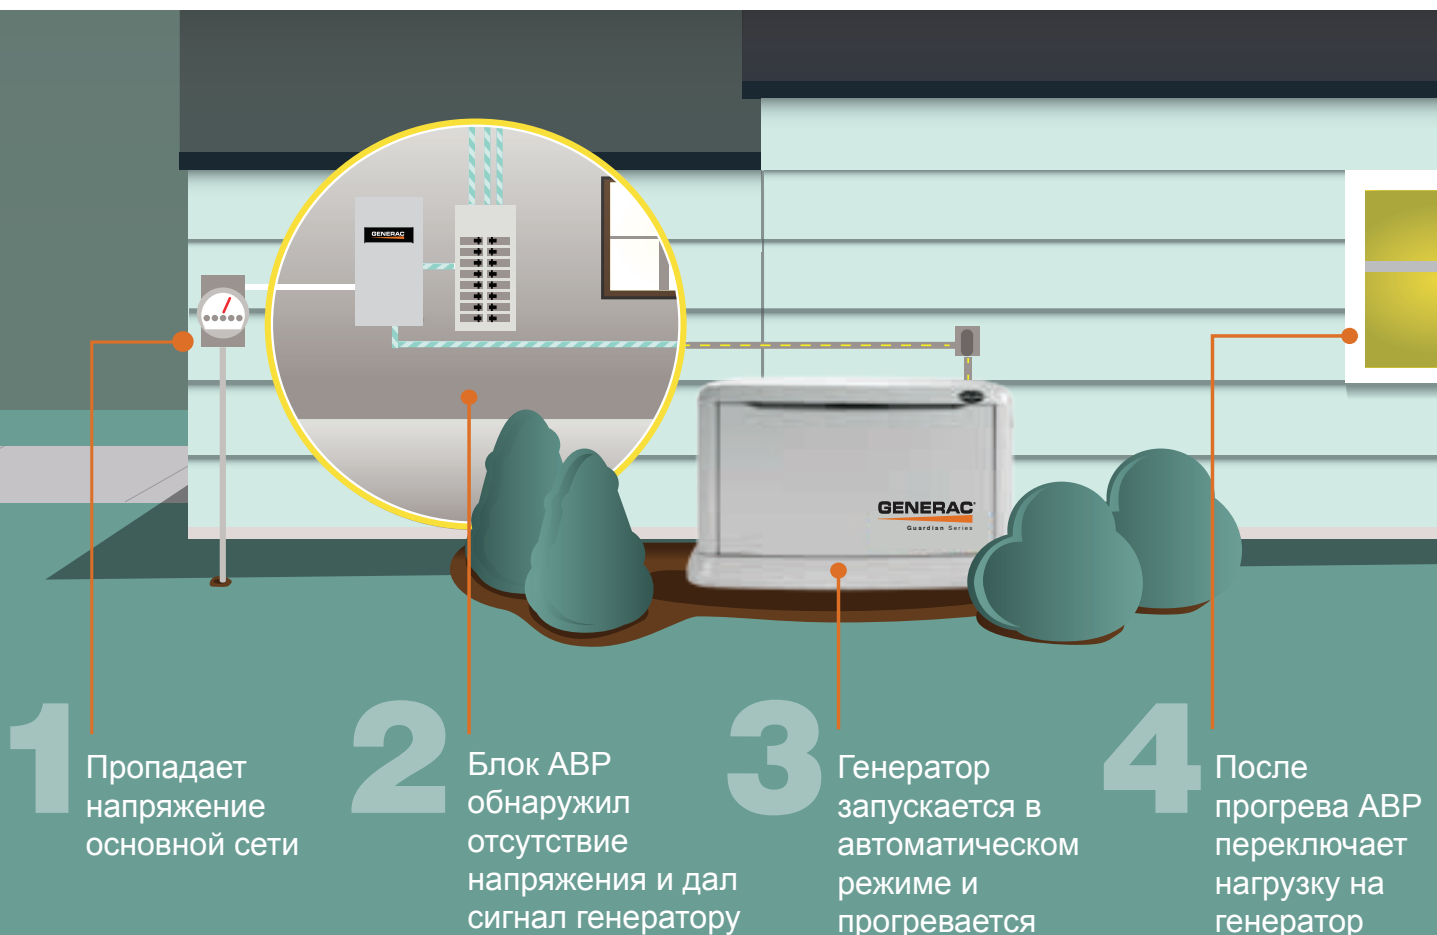 GENERAC
GENERAC
Guardian Series
1
Пропадает
напряжение
основной сети
2
Блок АВР
обнаружил
отсутствие
напряжения и дал
сигнал генератору
3
Генератор
запускается в
автоматическом
режиме и
прогревается
4
После
прогрева АВР
переключает
нагрузку на
генератор